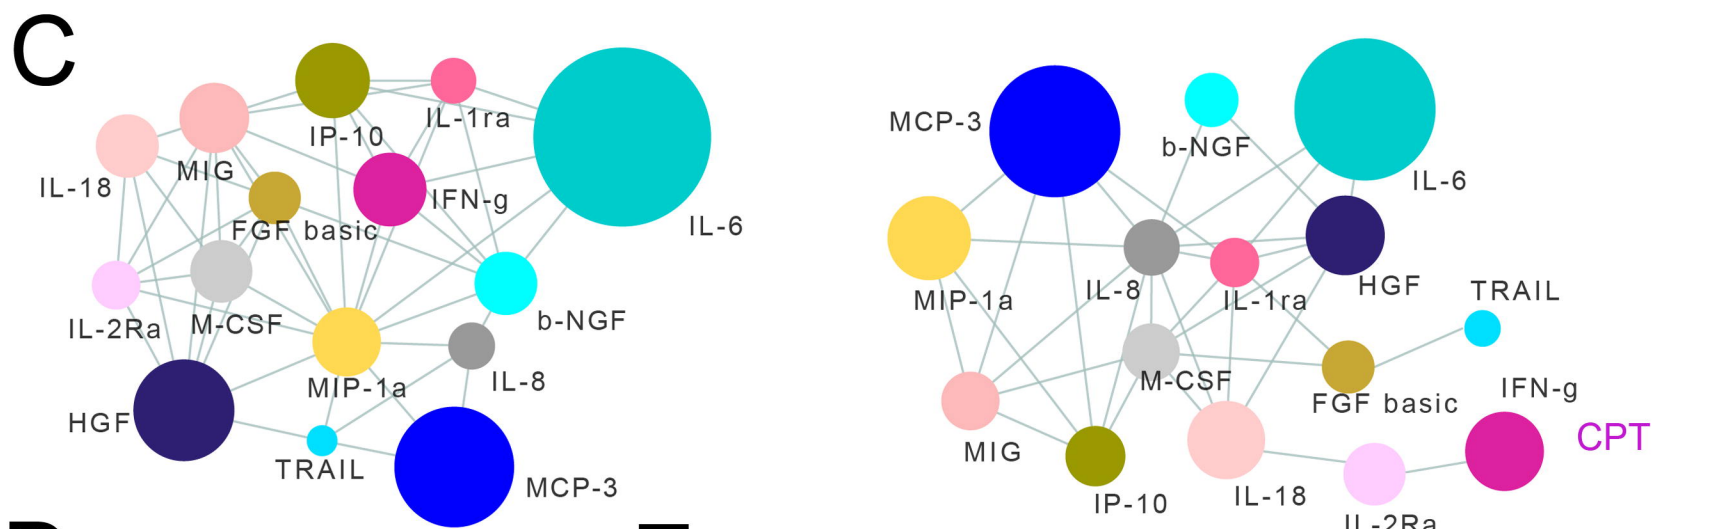 C
IP-10
IL-1ra
MIG
IL-18
IFN-g
FGF basic
IL-6
IL-2Ra
M-CSF
b-NGF
MIP-1a
IL-8
HGF
TRAIL
MCP-3
MCP-3
b-NGF
IL-6
MIP-1a
IL-8
IL-1ra
HGF
TRAIL
M-CSF
FGF basic
IFN-g
CPT
MIG
IP-10
IL-18
IL-2Ra